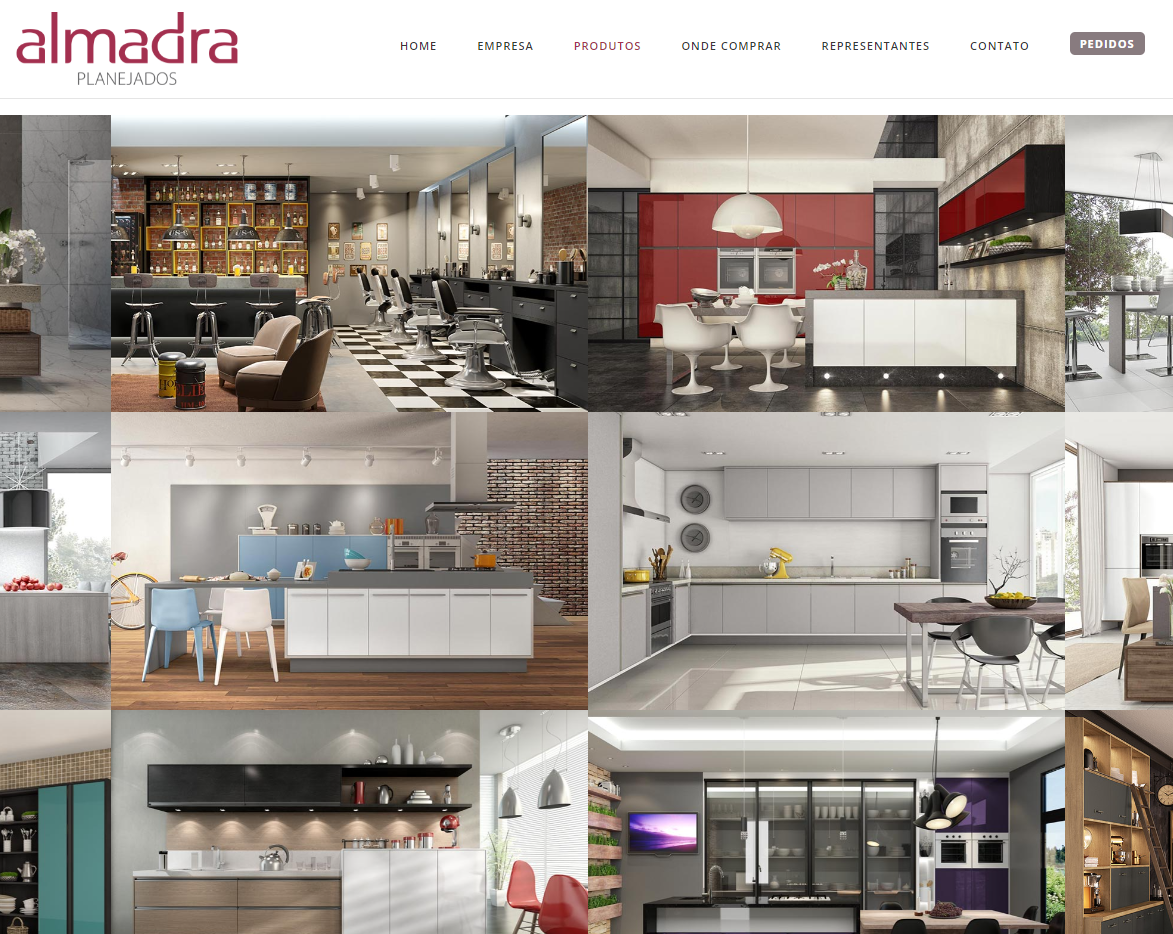 almadra
PLANEJADOS
HOME EMPRESA PRODUTOS ONDE COMPRAR REPRESENTANTES CONTATO PEDIDOS